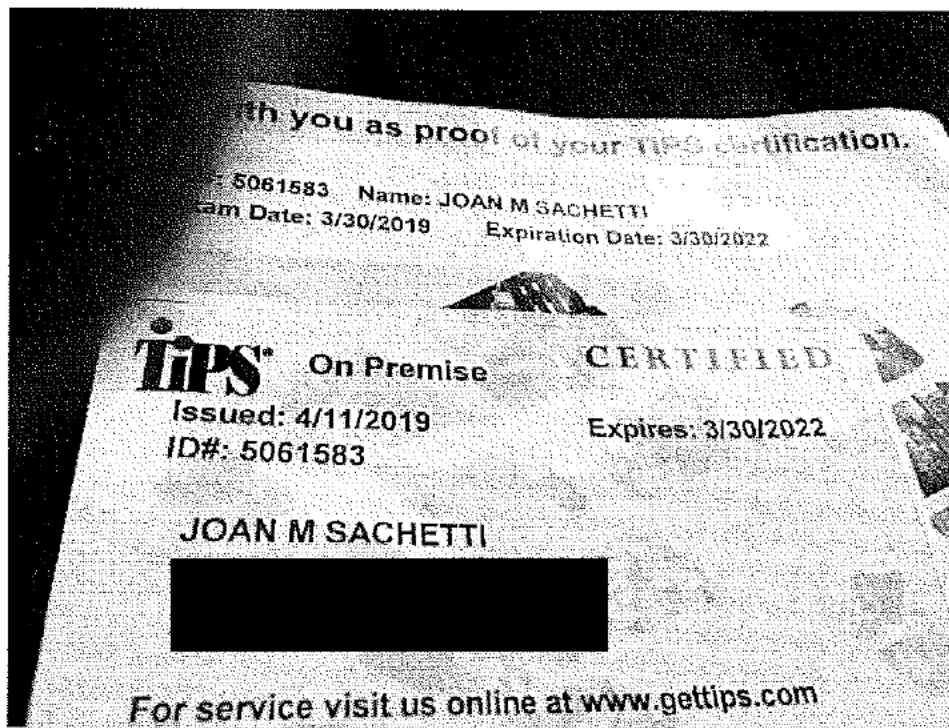 th you as proof of your TiPS certification.
: 5061583 Name: JOAN M SACHETTI
am Date: 3/30/2019 Expiration Date: 3/30/2022
TiPS On Premise CERTIFIED
Issued: 4/11/2019 Expires: 3/30/2022
ID#: 5061583
JOAN M SACHETTI
For service visit us online at www.gettips.com